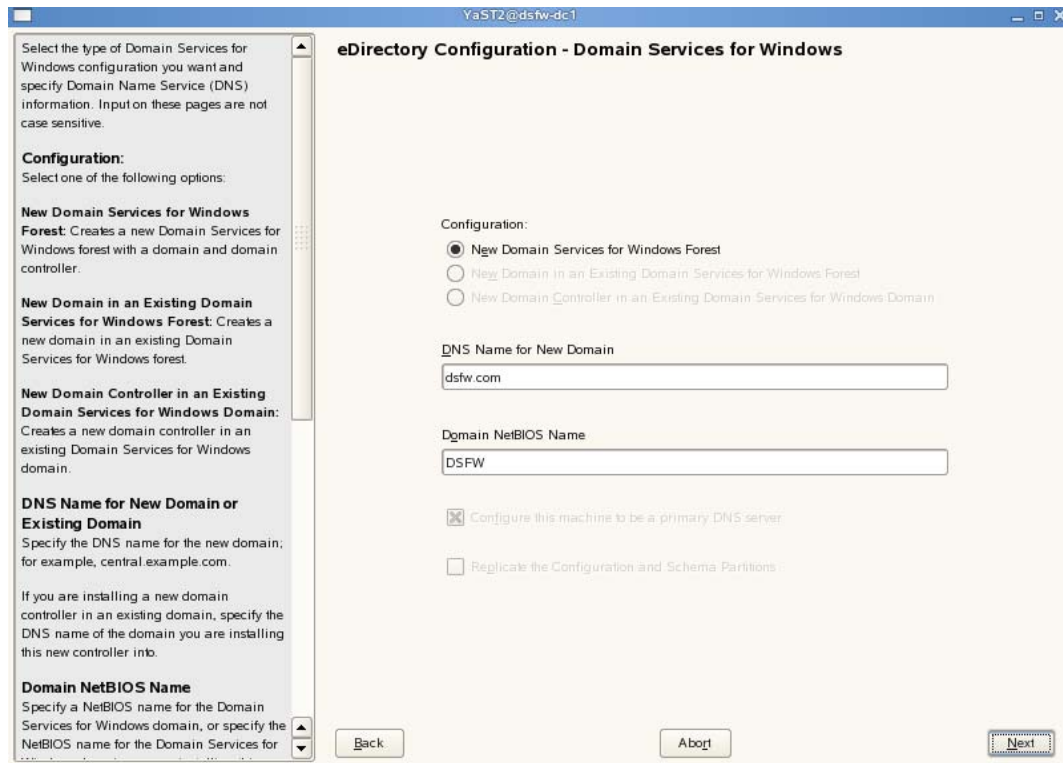 YaST2@dsfw-dc1
Select the type of Domain Services for
Windows configuration you want and
specify Domain Name Service (DNS)
information. Input on these pages are not
case sensitive.
Configuration:
Select one of the following options:
New Domain Services for Windows
Forest: Creates a new Domain Services for
Windows forest with a domain and domain
controller.
New Domain in an Existing Domain
Services for Windows Forest: Creates a
new domain in an existing Domain
Services for Windows forest.
New Domain Controller in an Existing
Domain Services for Windows Domain:
Creates a new domain controller in an
existing Domain Services for Windows
domain.
DNS Name for New Domain or
Existing Domain
Specify the DNS name for the new domain;
for example, central.example.com.
If you are installing a new domain
controller in an existing domain, specify the
DNS name of the domain you are installing
this new controller into.
Domain NetBIOS Name
Specify a NetBIOS name for the Domain
Services for Windows domain, or specify the
NetBIOS name for the Domain Services for
eDirectory Configuration - Domain Services for Windows
Configuration:
New Domain Services for Windows Forest
New Domain in an Existing Domain Services for Windows Forest
New Domain Controller in an Existing Domain Services for Windows Domain
DNS Name for New Domain
dsfw.com
Domain NetBIOS Name
DSFW
Configure this machine to be a primary DNS server
Replicate the Configuration and Schema Partitions
Back
Abort
Next